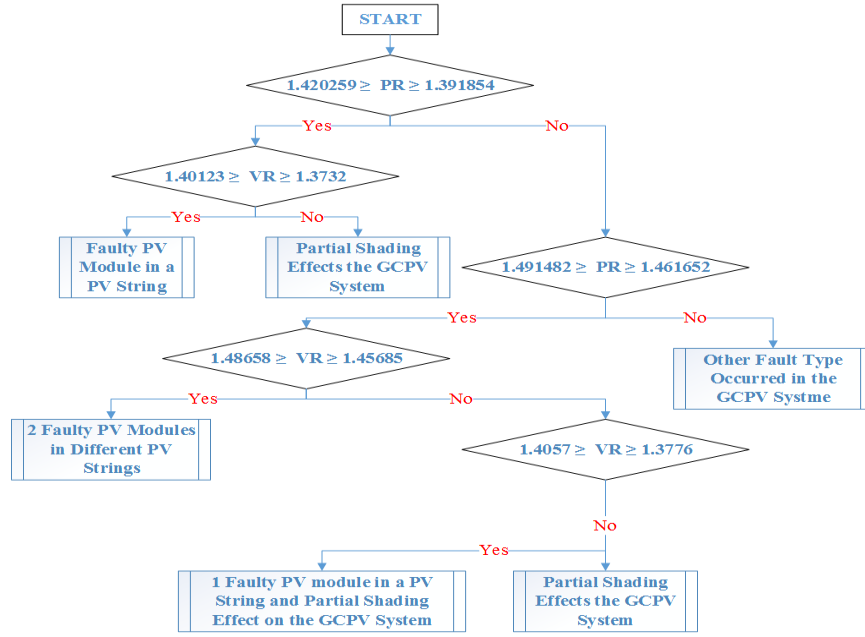 START
1.420259 ≥ PR ≥ 1.391854
Yes
No
1.40123 ≥ VR ≥ 1.3732
Yes
No
Faulty PV
Module in a
PV String
Partial Shading
Effects the GCPV
System
1.491482 ≥ PR ≥ 1.461652
Yes
No
1.48658 ≥ VR ≥ 1.45685
Other Fault Type
Occurred in the
GCPV Systme
Yes
No
2 Faulty PV Modules
in Different PV
Strings
1.4057 ≥ VR ≥ 1.3776
No
Yes
1 Faulty PV module in a PV
String and Partial Shading
Effect on the GCPV System
Partial Shading
Effects the GCPV
System